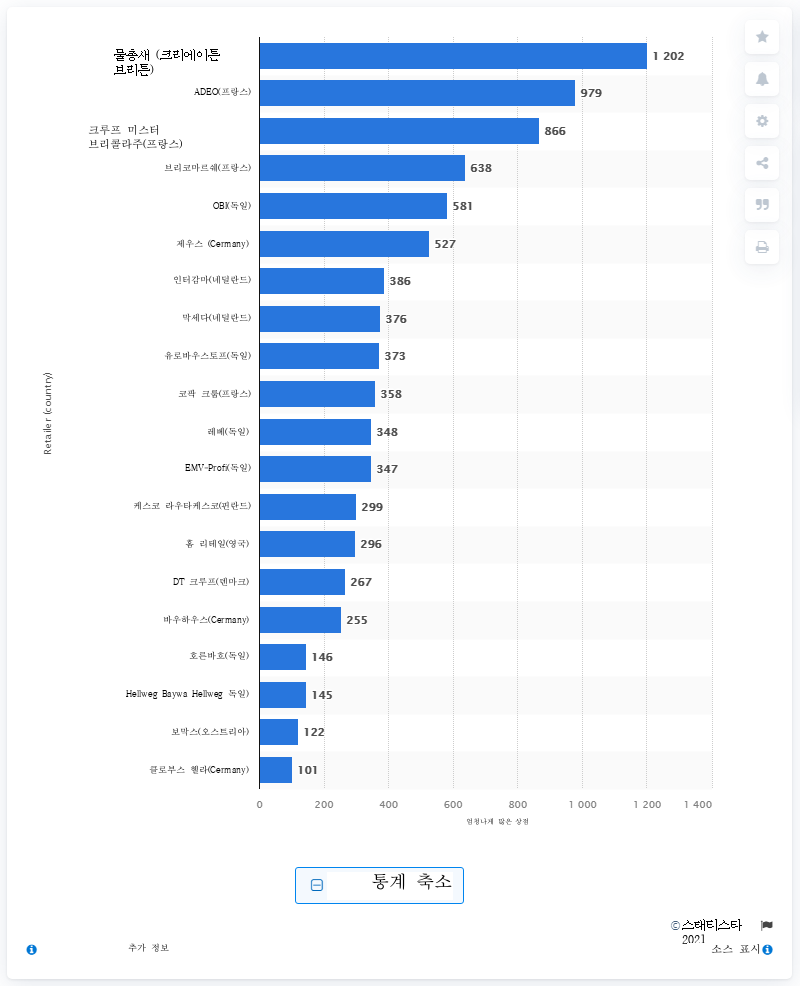 물총새 (크리에이튼
브리튼)
1 202
ADEO(프랑스)
979
크루프 미스터
브리콜라주(프랑스)
866
브리코마르쉐(프랑스)
638
OBI(독일)
581
제우스 (Germany)
527
인터감마(네덜란드)
386
막세다(네덜란드)
376
유로바우스토프(독일)
373
코팍 크룹(프랑스)
358
레베(독일)
348
EMV-Profi(독일)
347
케스코 라우타케스코(핀란드)
299
홈 리테일(영국)
296
DT 크루프(덴마크)
267
바우하우스(Germany)
255
호른바흐(독일)
146
Hellweg Baywa Hellweg 독일)
145
보막스(오스트리아)
122
클로부스 헬라(Germany)
101
Retailer (country)
0 200 400 600 800 1 000 1 200 1 400
엄청나게 많은 상점
통계 축소
©스태티스타
2021
추가 정보
소스 표시